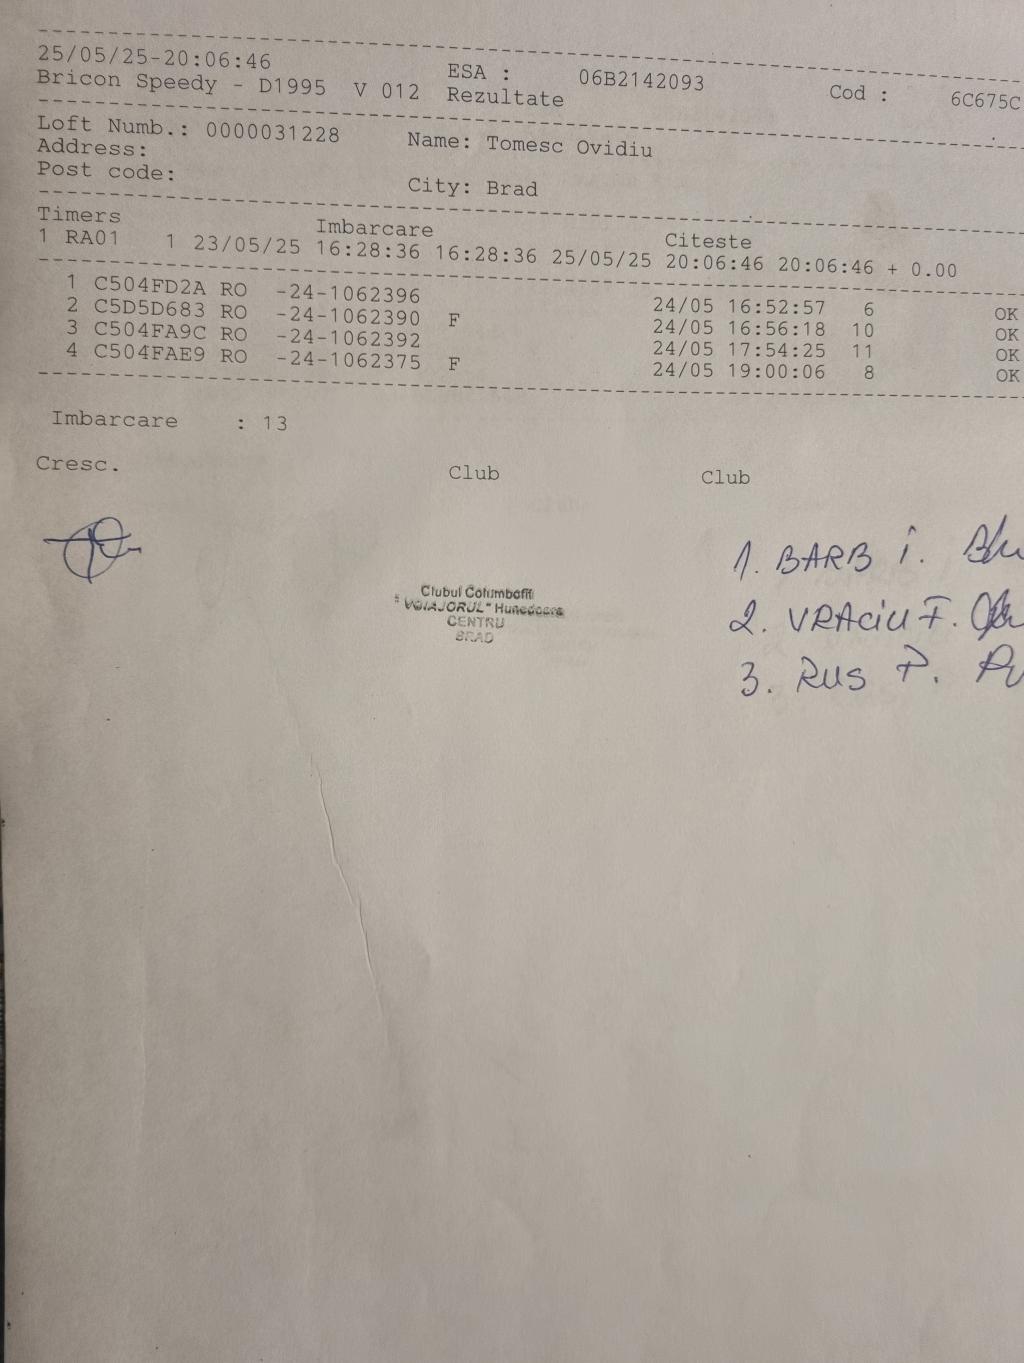 25/05/25-20:06:46 ESA : 06B2142093 Cod : 6C675C
Bricon Speedy - D1995 V 012 Rezultate
Loft Numb.: 0000031228 Name: Tomesc Ovidiu
Address:
Post code: City: Brad
Timers Imbarcare Citeste
1 RA01 1 23/05/25 16:28:36 16:28:36 25/05/25 20:06:46 20:06:46 + 0.00
1 C504FD2A RO -24-1062396 24/05 16:52:57 6 OK
2 C5D5D683 RO -24-1062390 F 24/05 16:56:18 10 OK
3 C504FA9C RO -24-1062392 24/05 17:54:25 11 OK
4 C504FAE9 RO -24-1062375 F 24/05 19:00:06 8 OK
Imbarcare : 13
Cresc. Club Club
Clubul Columbofil
"VOIAJORUL" Hunedoara
CENTRU
BRAD
1. BARB i.
2. VRACIU F.
3. RUS P.